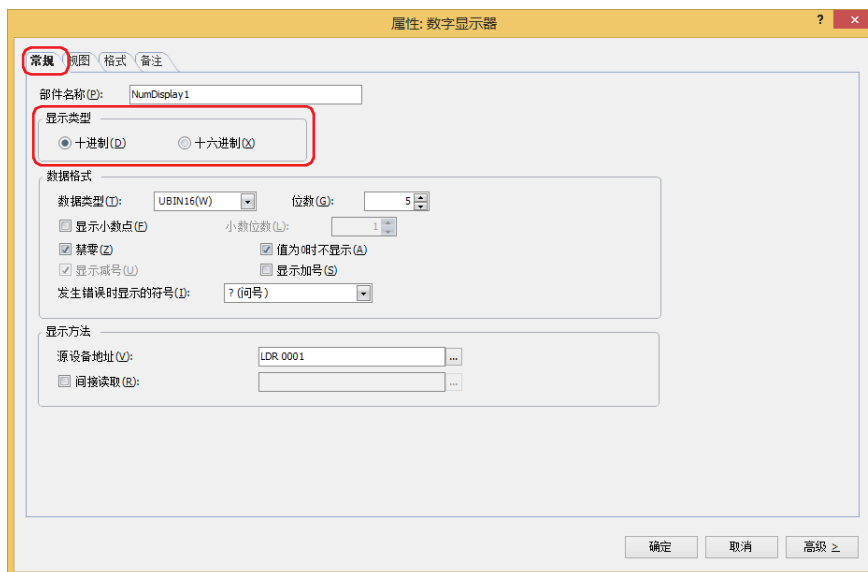 属性: 数字显示器 ? ×
常规 视图 格式 备注
部件名称(P): NumDisplay1
显示类型
十进制(D) 十六进制(X)
数据格式
数据类型(T): UBIN16(W) 位数(G): 5
显示小数点(F) 小数位数(L): 1
禁零(Z) 值为0时不显示(A)
显示减号(U) 显示加号(S)
发生错误时显示的符号(I): ? (问号)
显示方法
源设备地址(V): LDR 0001 ...
间接读取(R): ...
确定 取消 高级 ≥